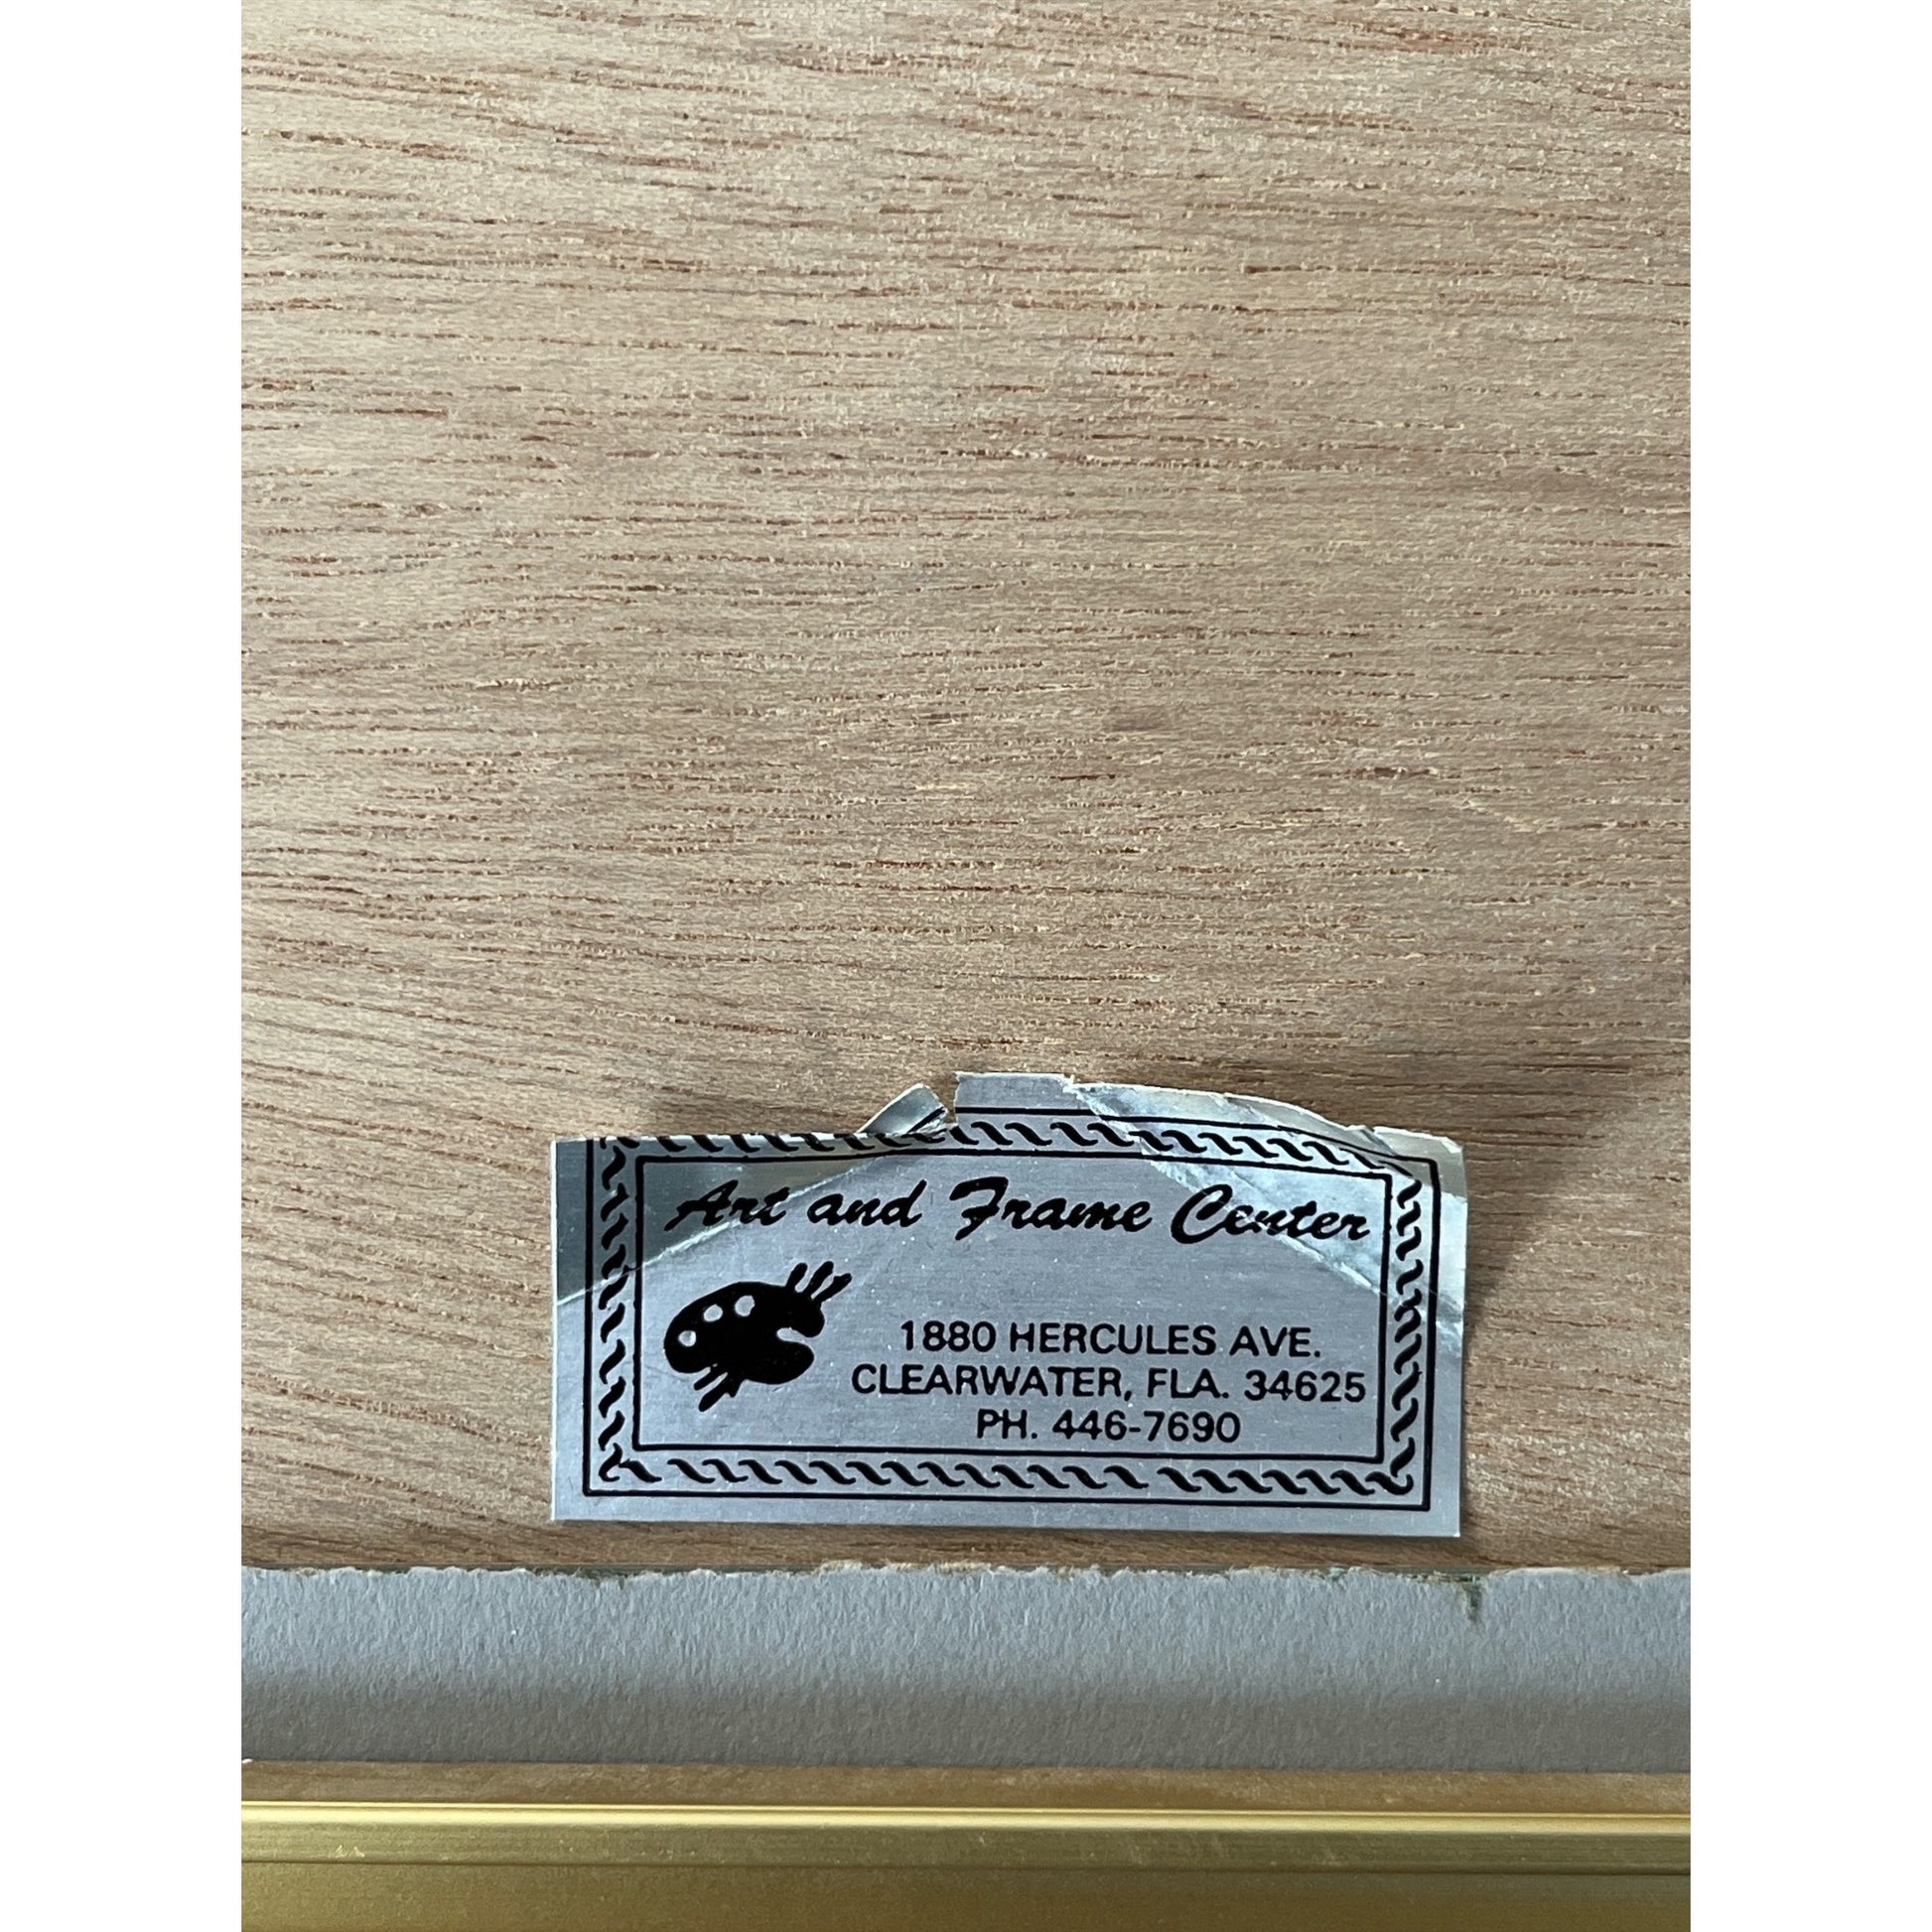 Art and Frame Center
1880 HERCULES AVE.
CLEARWATER, FLA. 34625
PH. 446-7690